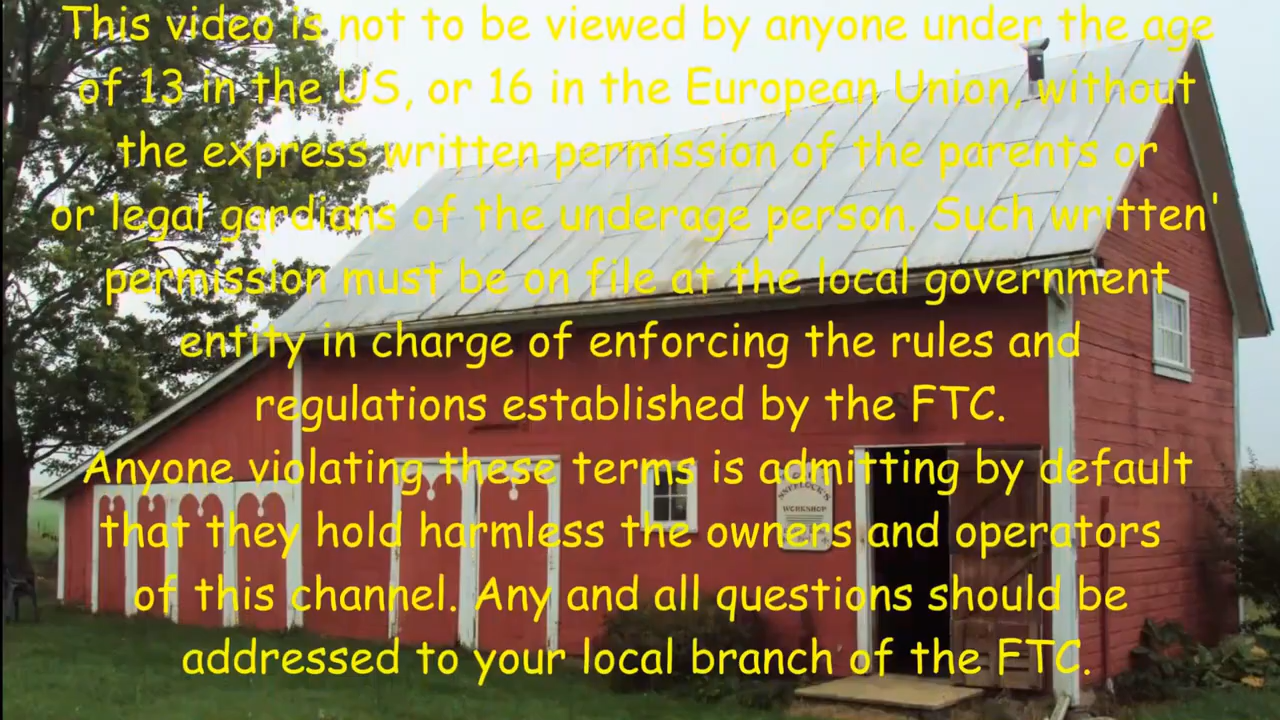 This video is not to be viewed by anyone under the age
of 13 in the US, or 16 in the European Union, without
the express written permission of the parents or
or legal gardians of the underage person. Such written'
permission must be on file at the local government
entity in charge of enforcing the rules and
regulations established by the FTC.
Anyone violating these terms is admitting by default
that they hold harmless the owners and operators
of this channel. Any and all questions should be
addressed to your local branch of the FTC.
WORKSHOP